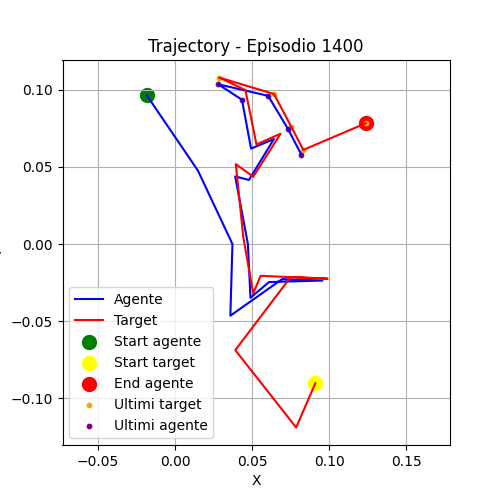 Trajectory - Episodio 1400
0.10
0.05
0.00
−0.05
−0.10
Agente
Target
Start agente
Start target
End agente
Ultimi target
Ultimi agente
−0.05
0.00
0.05
0.10
0.15
X